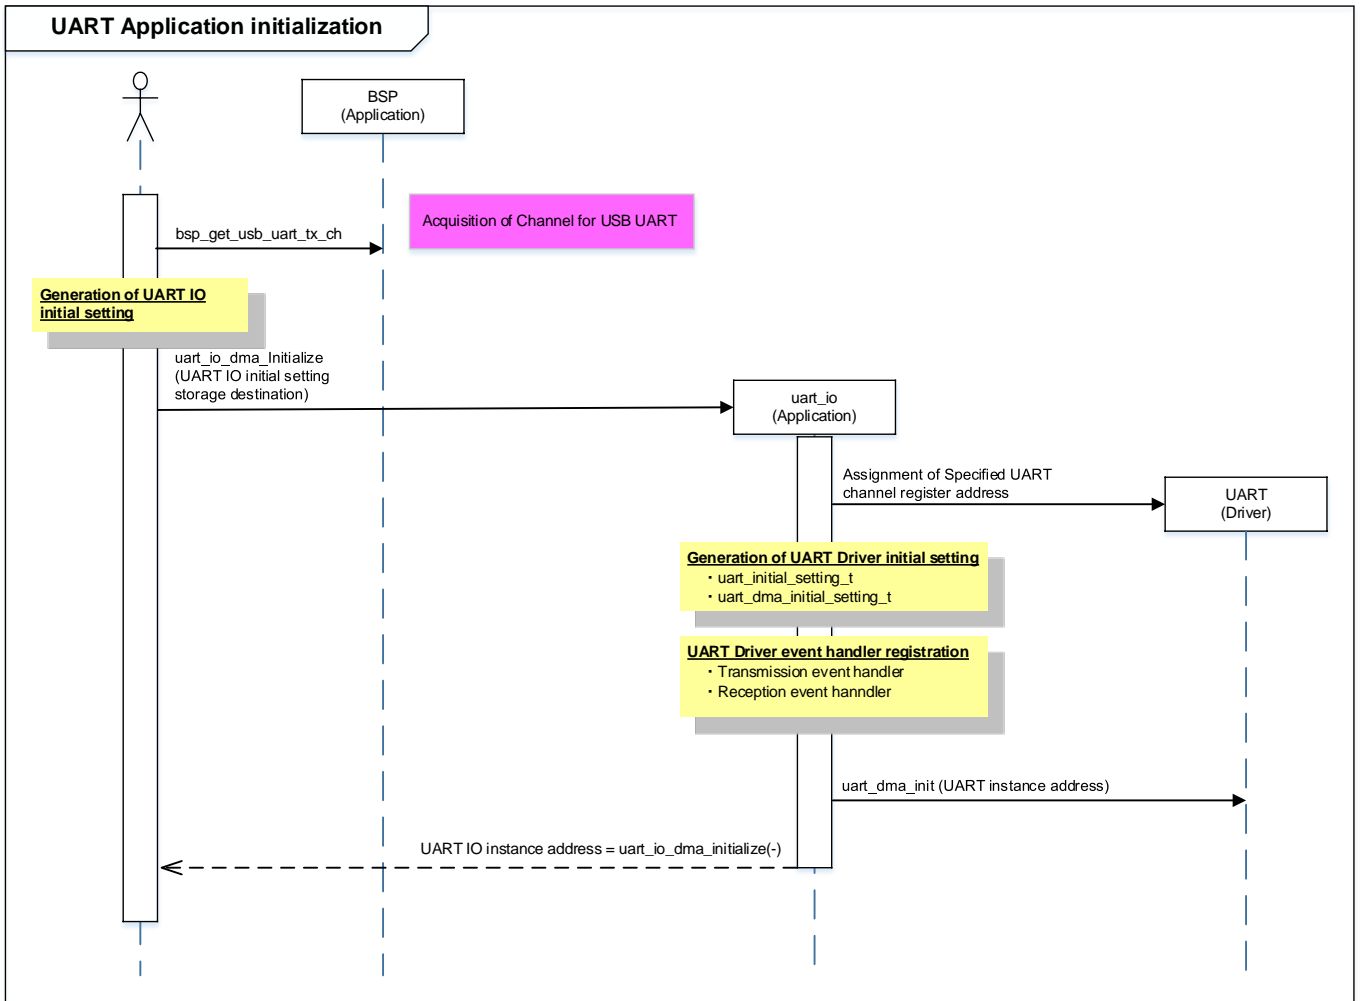 UART Application initialization
BSP
(Application)
Acquisition of Channel for USB UART
bsp_get_usb_uart_tx_ch
Generation of UART IO
initial setting
uart_io_dma_Initialize
(UART IO initial setting
storage destination)
uart_io
(Application)
Assignment of Specified UART
channel register address
UART
(Driver)
Generation of UART Driver initial setting
・uart_initial_setting_t
・uart_dma_initial_setting_t
UART Driver event handler registration
・Transmission event handler
・Reception event hanndler
uart_dma_init (UART instance address)
UART IO instance address = uart_io_dma_initialize(-)